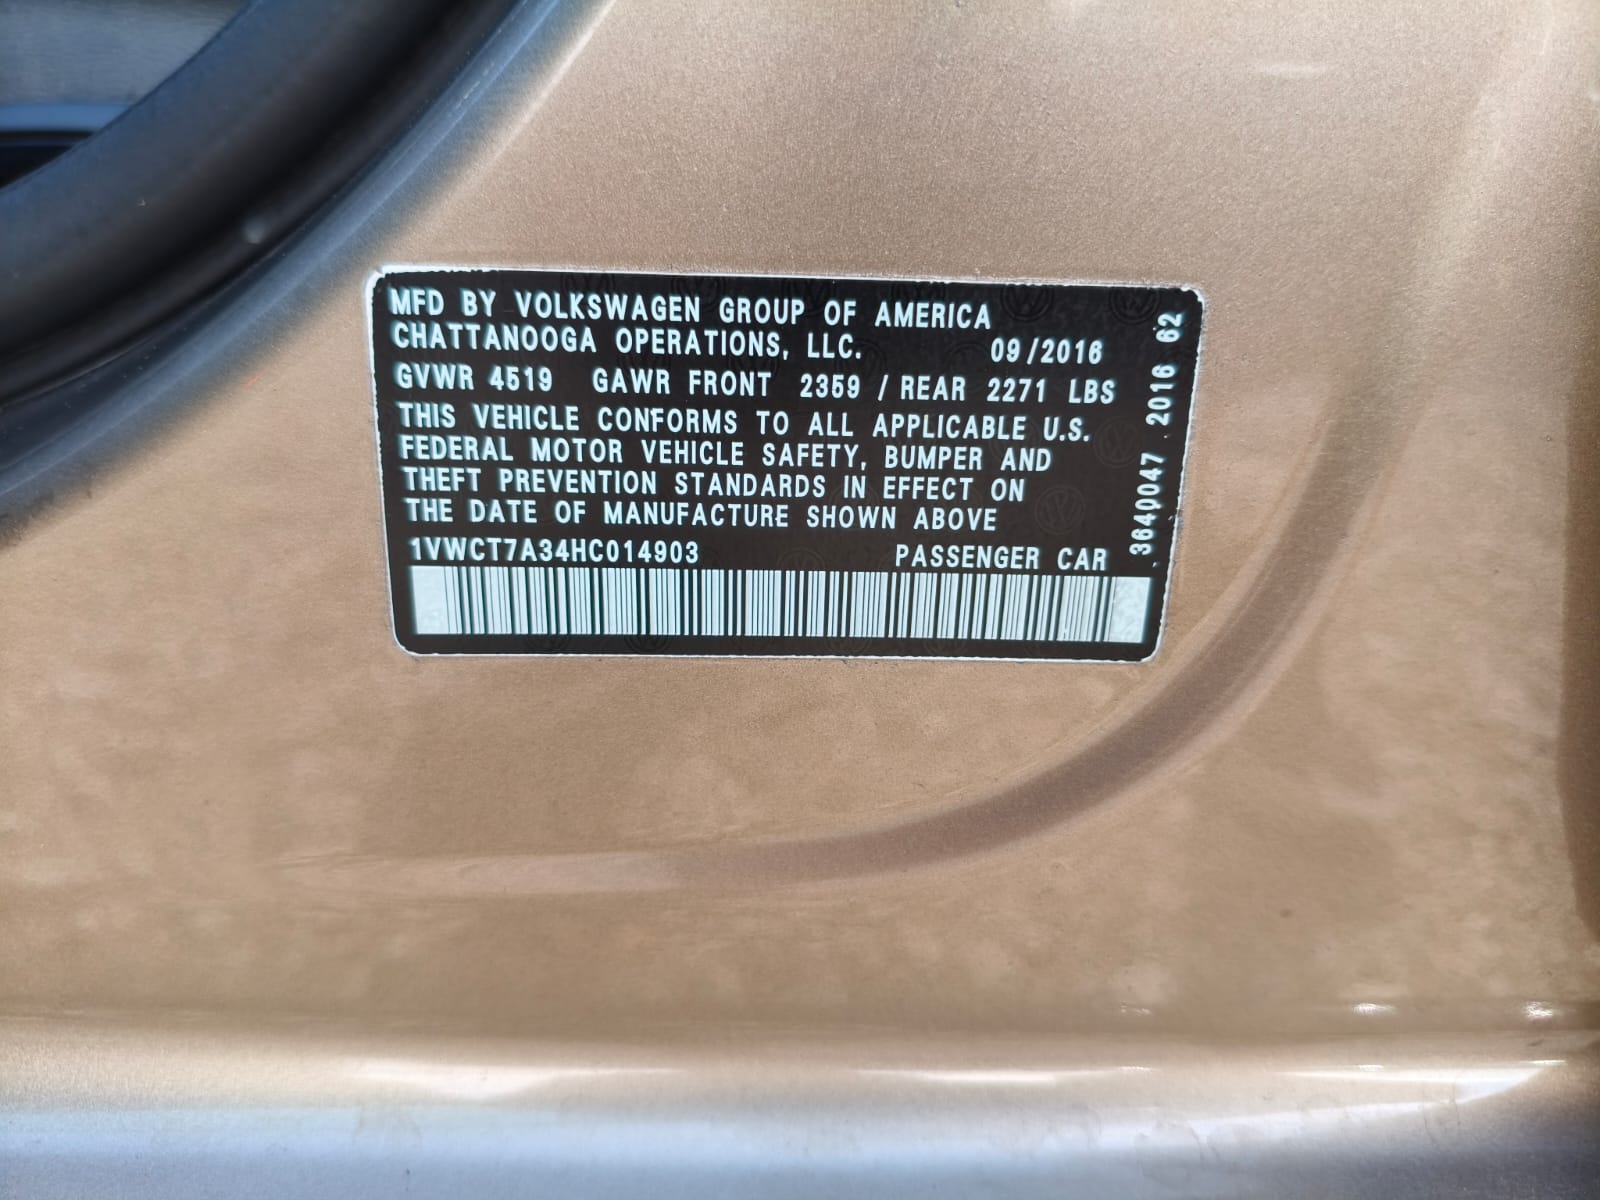 MFD BY VOLKSWAGEN GROUP OF AMERICA
CHATTANOOGA OPERATIONS, LLC. 09/2016
GVWR 4519 GAWR FRONT 2359 / REAR 2271 LBS
THIS VEHICLE CONFORMS TO ALL APPLICABLE U.S.
FEDERAL MOTOR VEHICLE SAFETY, BUMPER AND
THEFT PREVENTION STANDARDS IN EFFECT ON
THE DATE OF MANUFACTURE SHOWN ABOVE
1VWCT7A34HC014903 PASSENGER CAR
3640047 2016 62